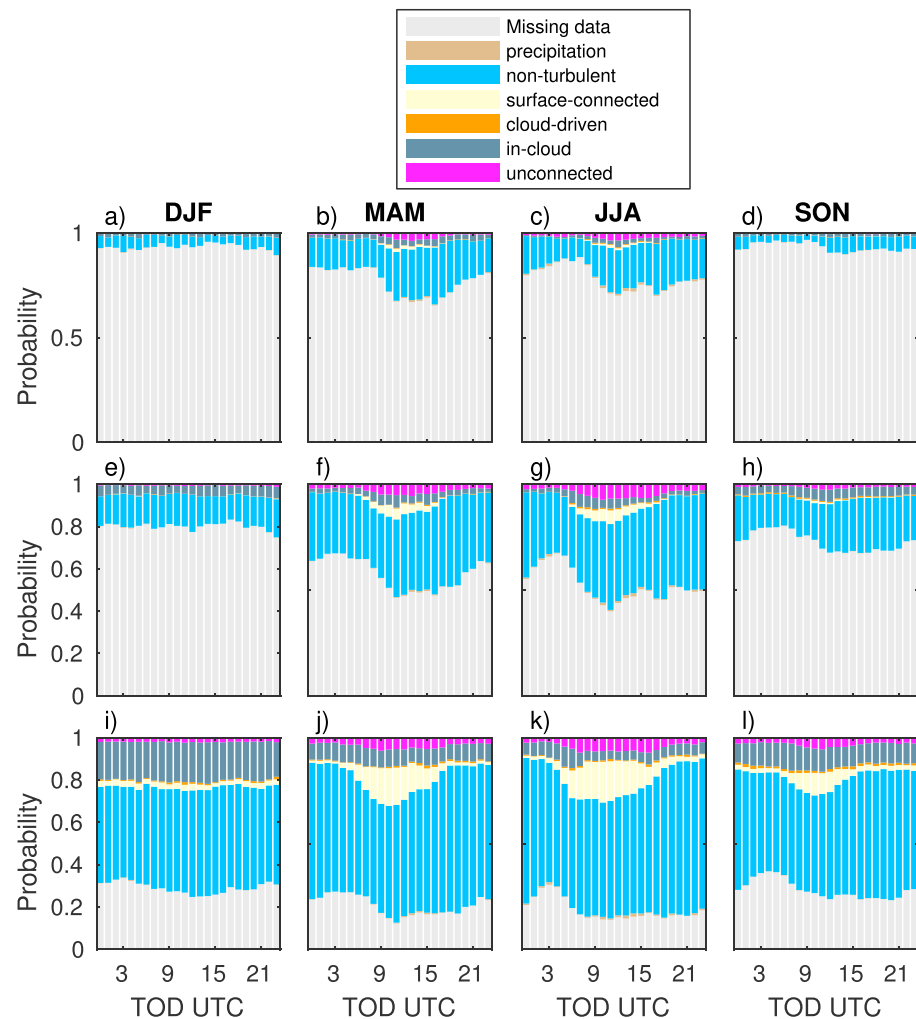 Missing data
precipitation
non-turbulent
surface-connected
cloud-driven
in-cloud
unconnected
a) DJF b) MAM c) JJA d) SON
1
0.5
0
Probability
e) f) g) h)
1
0.8
0.6
0.4
0.2
0
Probability
i) j) k) l)
1
0.8
0.6
0.4
0.2
0
Probability
3 9 15 21 3 9 15 21 3 9 15 21 3 9 15 21
TOD UTC TOD UTC TOD UTC TOD UTC